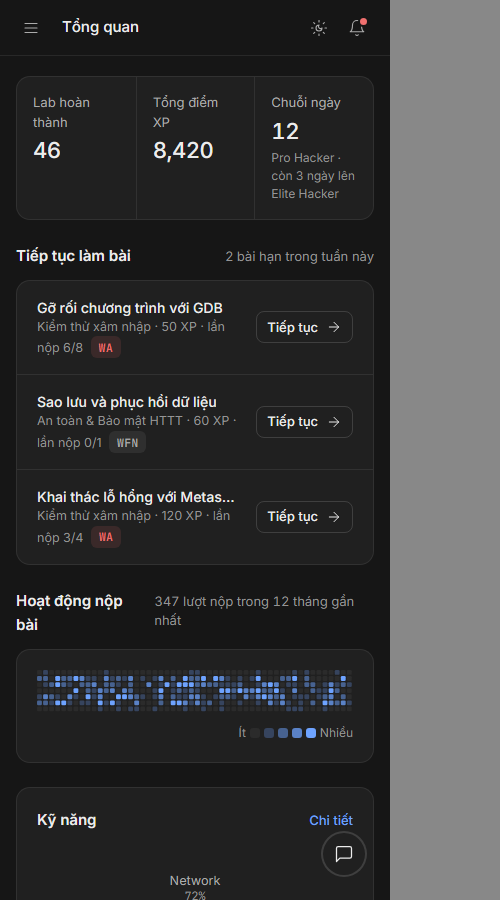 Tổng quan
Lab hoàn thành
46
Tổng điểm XP
8,420
Chuỗi ngày
12
Pro Hacker ·
còn 3 ngày lên
Elite Hacker
Tiếp tục làm bài
2 bài hạn trong tuần này
Gỡ rối chương trình với GDB
Kiểm thử xâm nhập · 50 XP · lần
nộp 6/8 WA
Tiếp tục
Sao lưu và phục hồi dữ liệu
An toàn & Bảo mật HTTT · 60 XP ·
lần nộp 0/1 WFN
Tiếp tục
Khai thác lỗ hổng với Metas...
Kiểm thử xâm nhập · 120 XP · lần
nộp 3/4 WA
Tiếp tục
Hoạt động nộp
bài
347 lượt nộp trong 12 tháng gần
nhất
Ít Nhiều
Kỹ năng
Chi tiết
Network
72%